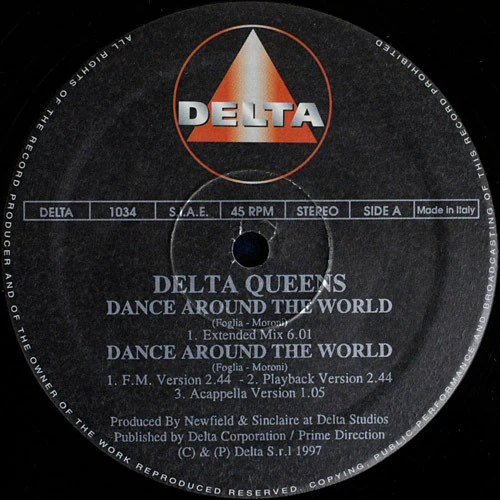 DELTA
DELTA 1034 S.I.A.E. 45 RPM STEREO SIDE A Made in Italy
DELTA QUEENS
DANCE AROUND THE WORLD
(Foglia - Moroni)
1. Extended Mix 6.01
DANCE AROUND THE WORLD
(Foglia - Moroni)
1. F.M. Version 2.44 - 2. Playback Version 2.44
3. Acappella Version 1.05
Produced By Newfield & Sinclaire at Delta Studios
Published by Delta Corporation / Prime Direction
(C) & (P) Delta S.r.l 1997
ALL RIGHTS OF THE RECORD PRODUCER AND OF THE OWNER OF THE WORK REPRODUCED RESERVED. COPYING, PUBLIC PERFORMANCE AND BROADCASTING OF THIS RECORD PROHIBITED